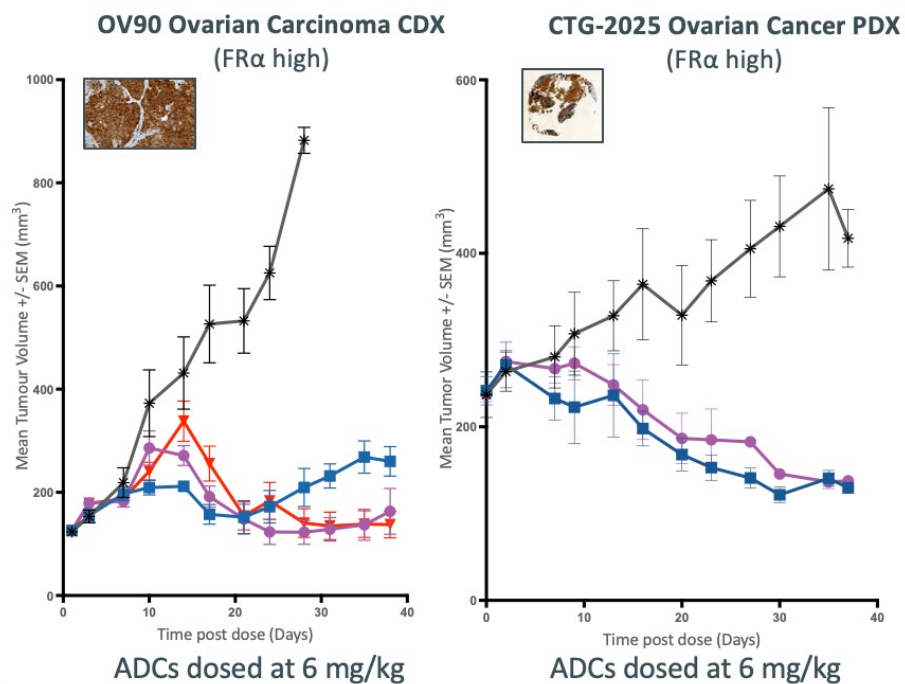 OV90 Ovarian Carcinoma CDX
(FRα high)
Mean Tumour Volume +/- SEM (mm³)
1000
800
600
400
200
0
0
10
20
30
40
Time post dose (Days)
ADCs dosed at 6 mg/kg
CTG-2025 Ovarian Cancer PDX
(FRα high)
Mean Tumor Volume +/- SEM (mm³)
600
400
200
0
0
10
20
30
40
Time post dose (Days)
ADCs dosed at 6 mg/kg